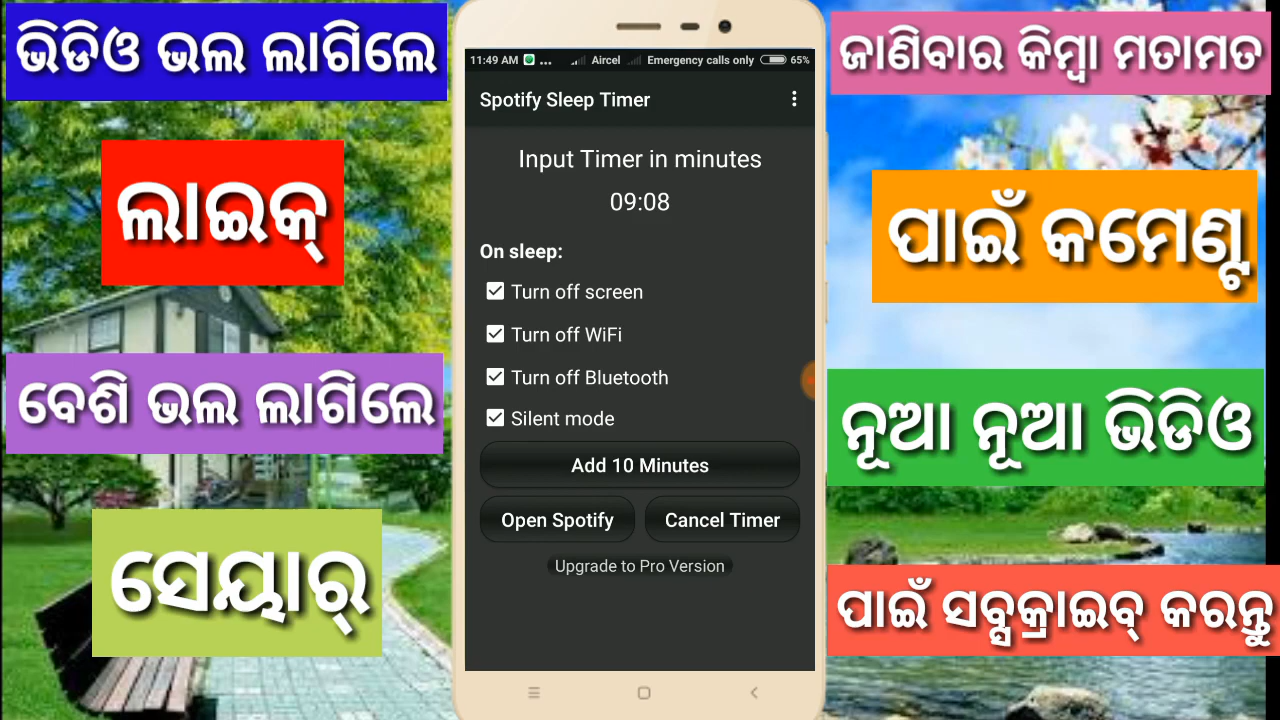 ଭିଡିଓ ଭଲ ଲାଗିଲେ
ଲାଇକ୍
ବେଶି ଭଲ ଲାଗିଲେ
ସେୟାର୍
11:49 AM ... Aircel Emergency calls only 65%
Spotify Sleep Timer
Input Timer in minutes
09:08
On sleep:
Turn off screen
Turn off WiFi
Turn off Bluetooth
Silent mode
Add 10 Minutes
Open Spotify Cancel Timer
Upgrade to Pro Version
ଜାଣିବାର କିମ୍ବା ମତାମତ
ପାଇଁ କମେଣ୍ଟ
ନୂଆ ନୂଆ ଭିଡିଓ
ପାଇଁ ସବ୍ସକ୍ରାଇବ୍ କରନ୍ତୁ